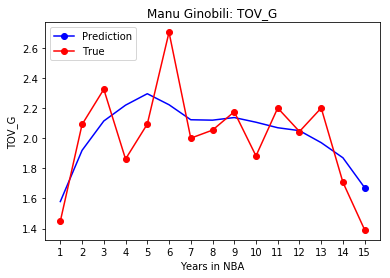 Manu Ginobili: TOV_G
Prediction
True
TOV_G
2.6
2.4
2.2
2.0
1.8
1.6
1.4
1 2 3 4 5 6 7 8 9 10 11 12 13 14 15
Years in NBA